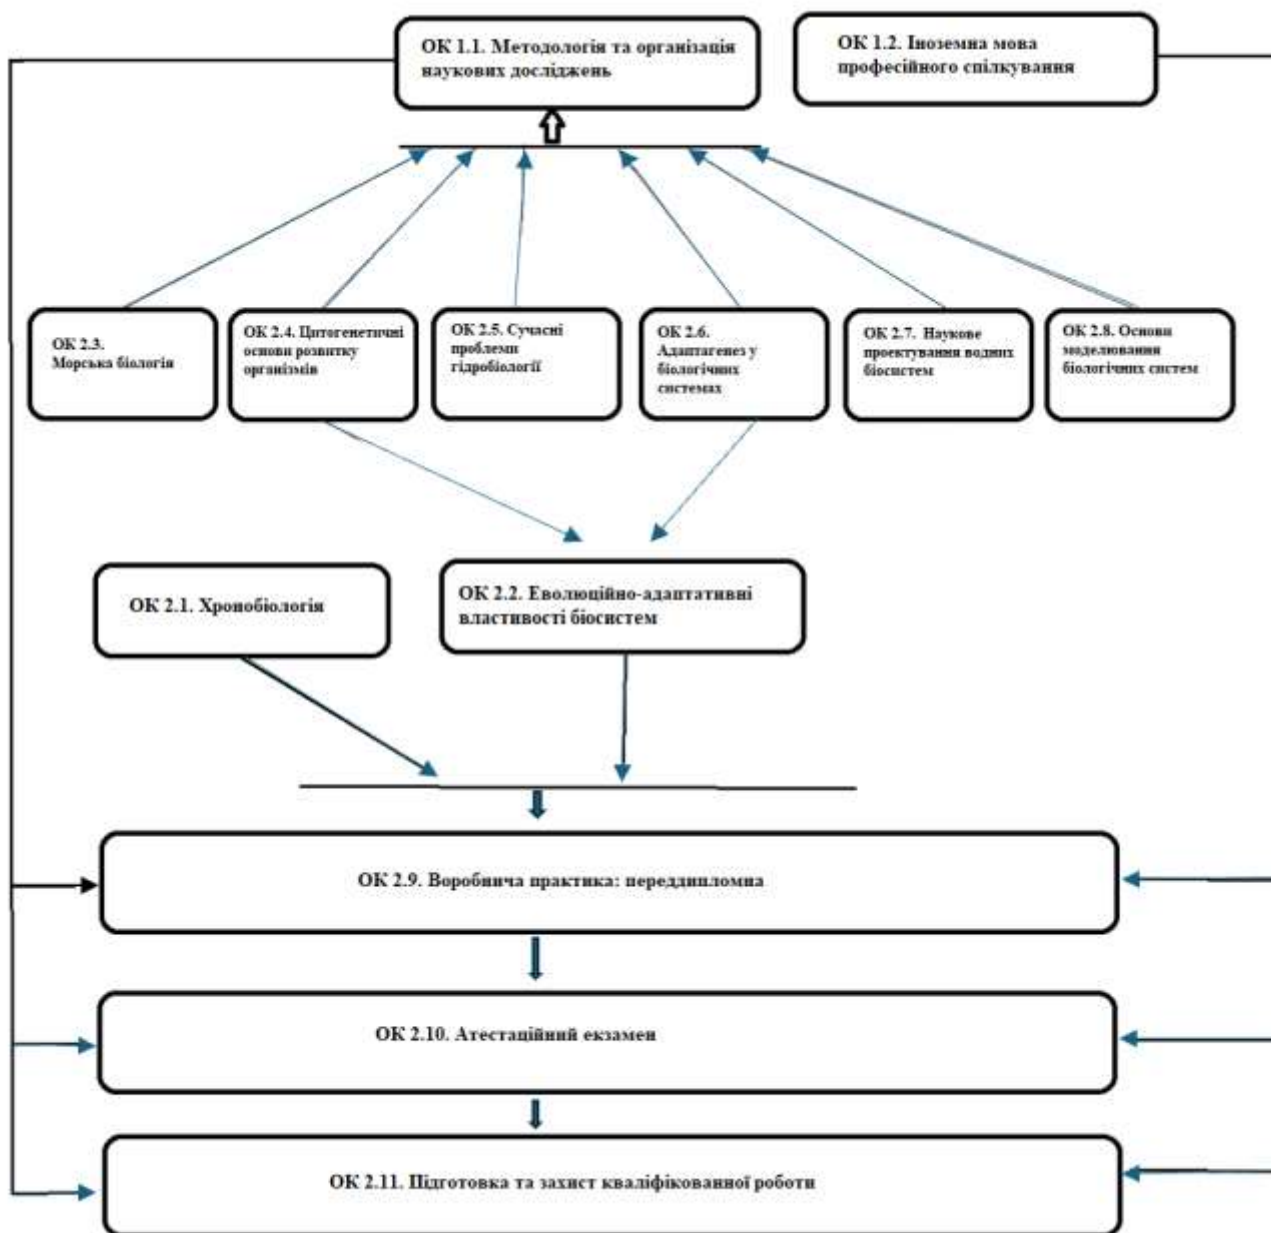 ОК 1.1. Методологія та організація
наукових досліджень
ОК 1.2. Іноземна мова
професійного спілкування
ОК 2.3.
Морська біологія
ОК 2.4. Цитогенетичні
основи розвитку
організмів
ОК 2.5. Сучасні
проблеми
гідробіології
ОК 2.6.
Адаптагенез у
біологічних
системах
ОК 2.7. Наукове
проектування водних
біосистем
ОК 2.8. Основи
моделювання
біологічних систем
ОК 2.1. Хронобіологія
ОК 2.2. Еволюційно-адаптативні
властивості біосистем
ОК 2.9. Воробнича практика: переддипломна
ОК 2.10. Атестаційний екзамен
ОК 2.11. Підготовка та захист кваліфікованної роботи